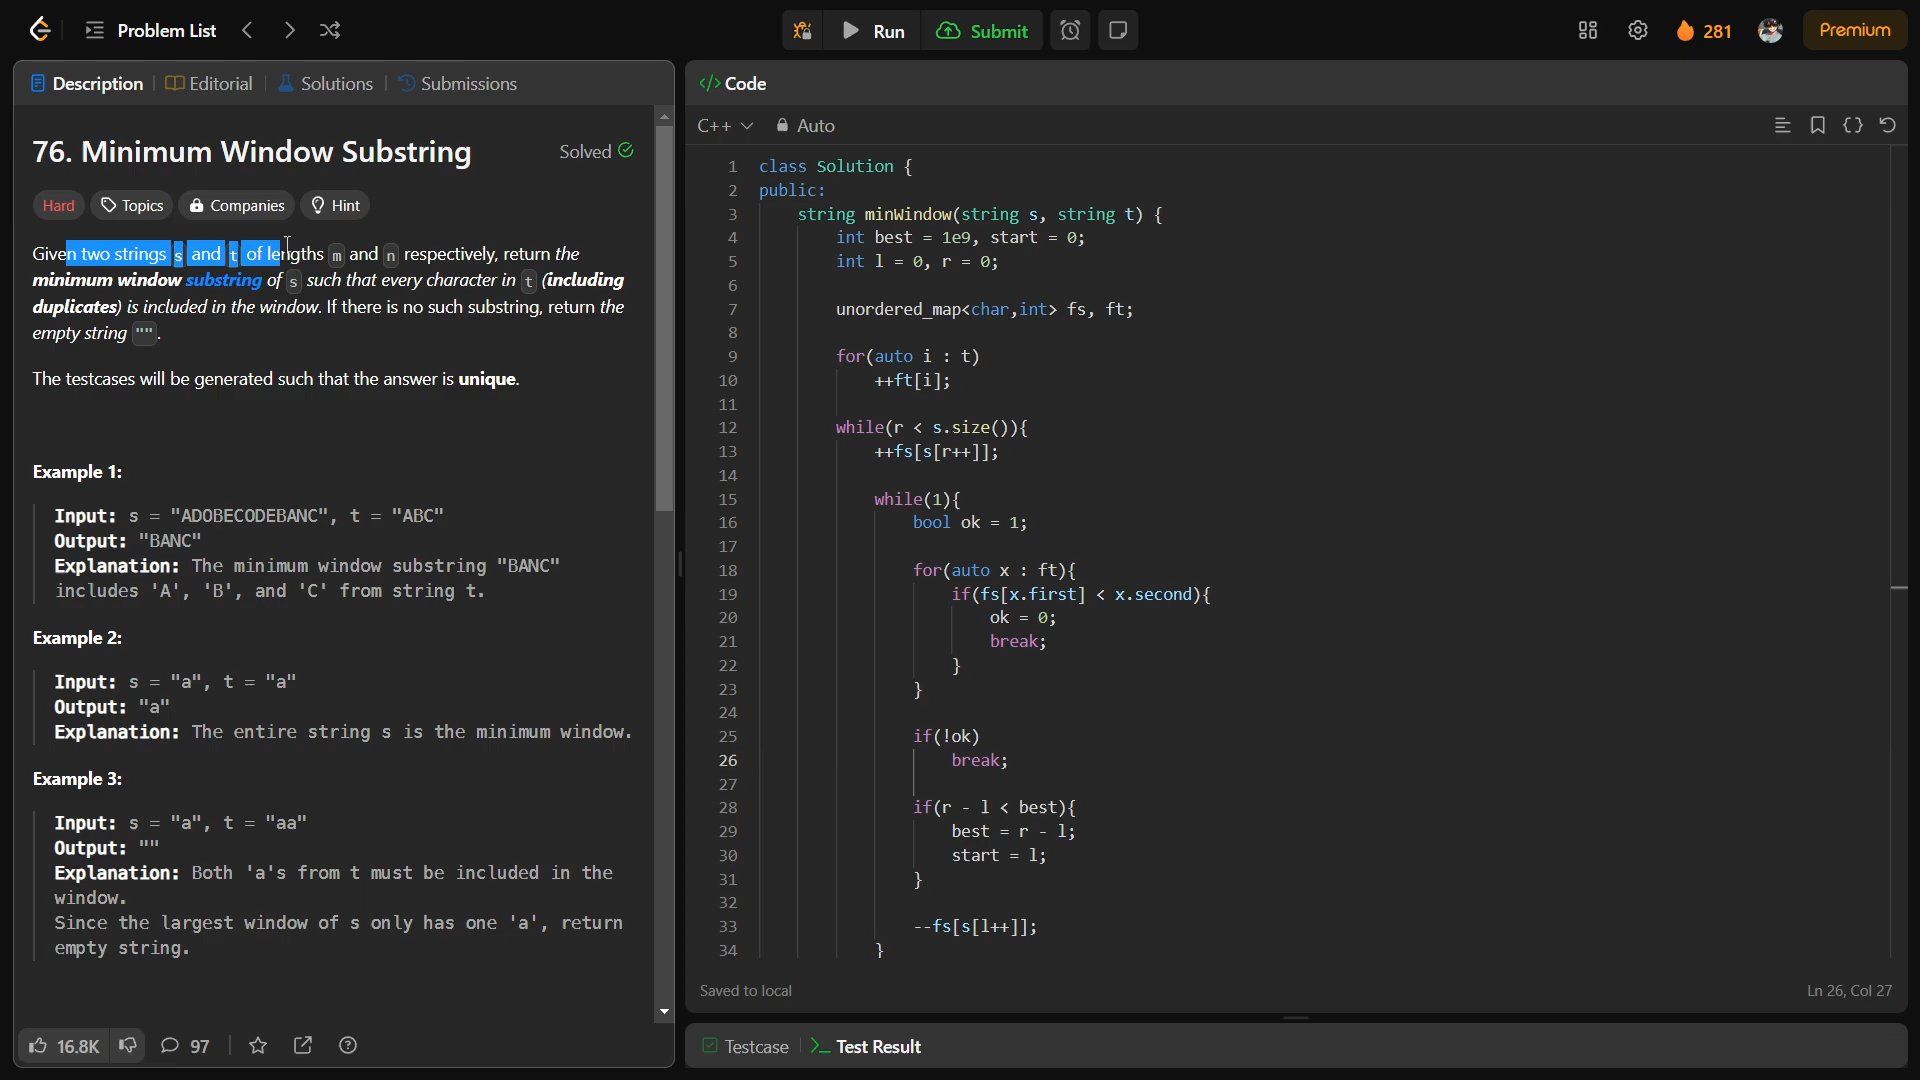 Problem List
Run
Submit
281
Premium
Description
Editorial
Solutions
Submissions
76. Minimum Window Substring
Solved
Hard
Topics
Companies
Hint
Given two strings s and t of lengths m and n respectively, return the
minimum window substring of s such that every character in t (including
duplicates) is included in the window. If there is no such substring, return the
empty string "".
The testcases will be generated such that the answer is unique.
Example 1:
Input: s = "ADOBECODEBANC", t = "ABC"
Output: "BANC"
Explanation: The minimum window substring "BANC"
includes 'A', 'B', and 'C' from string t.
Example 2:
Input: s = "a", t = "a"
Output: "a"
Explanation: The entire string s is the minimum window.
Example 3:
Input: s = "a", t = "aa"
Output: ""
Explanation: Both 'a's from t must be included in the
window.
Since the largest window of s only has one 'a', return
empty string.
16.8K
97
</> Code
C++
Auto
1 class Solution {
2 public:
3 string minWindow(string s, string t) {
4 int best = 1e9, start = 0;
5 int l = 0, r = 0;
6
7 unordered_map<char,int> fs, ft;
8
9 for(auto i : t)
10 ++ft[i];
11
12 while(r < s.size()){
13 ++fs[s[r++]];
14
15 while(1){
16 bool ok = 1;
17
18 for(auto x : ft){
19 if(fs[x.first] < x.second){
20 ok = 0;
21 break;
22 }
23 }
24
25 if(!ok)
26 break;
27
28 if(r - l < best){
29 best = r - l;
30 start = l;
31 }
32
33 --fs[s[l++]];
34 }
Saved to local
Ln 26, Col 27
Testcase
Test Result